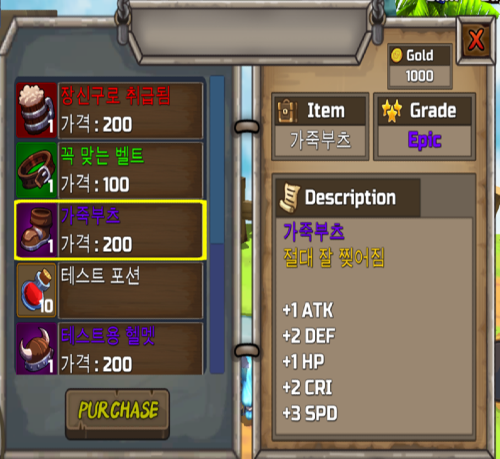 장신구로 취급됨
1
가격 : 200
꼭 맞는 벨트
1
가격 : 100
가죽부츠
1
가격 : 200
테스트 포션
10
테스트용 헬멧
1
가격 : 200
PURCHASE
X
Gold
1000
Item
가죽부츠
Grade
Epic
Description
가죽부츠
절대 잘 찢어짐
+1 ATK
+2 DEF
+1 HP
+2 CRI
+3 SPD